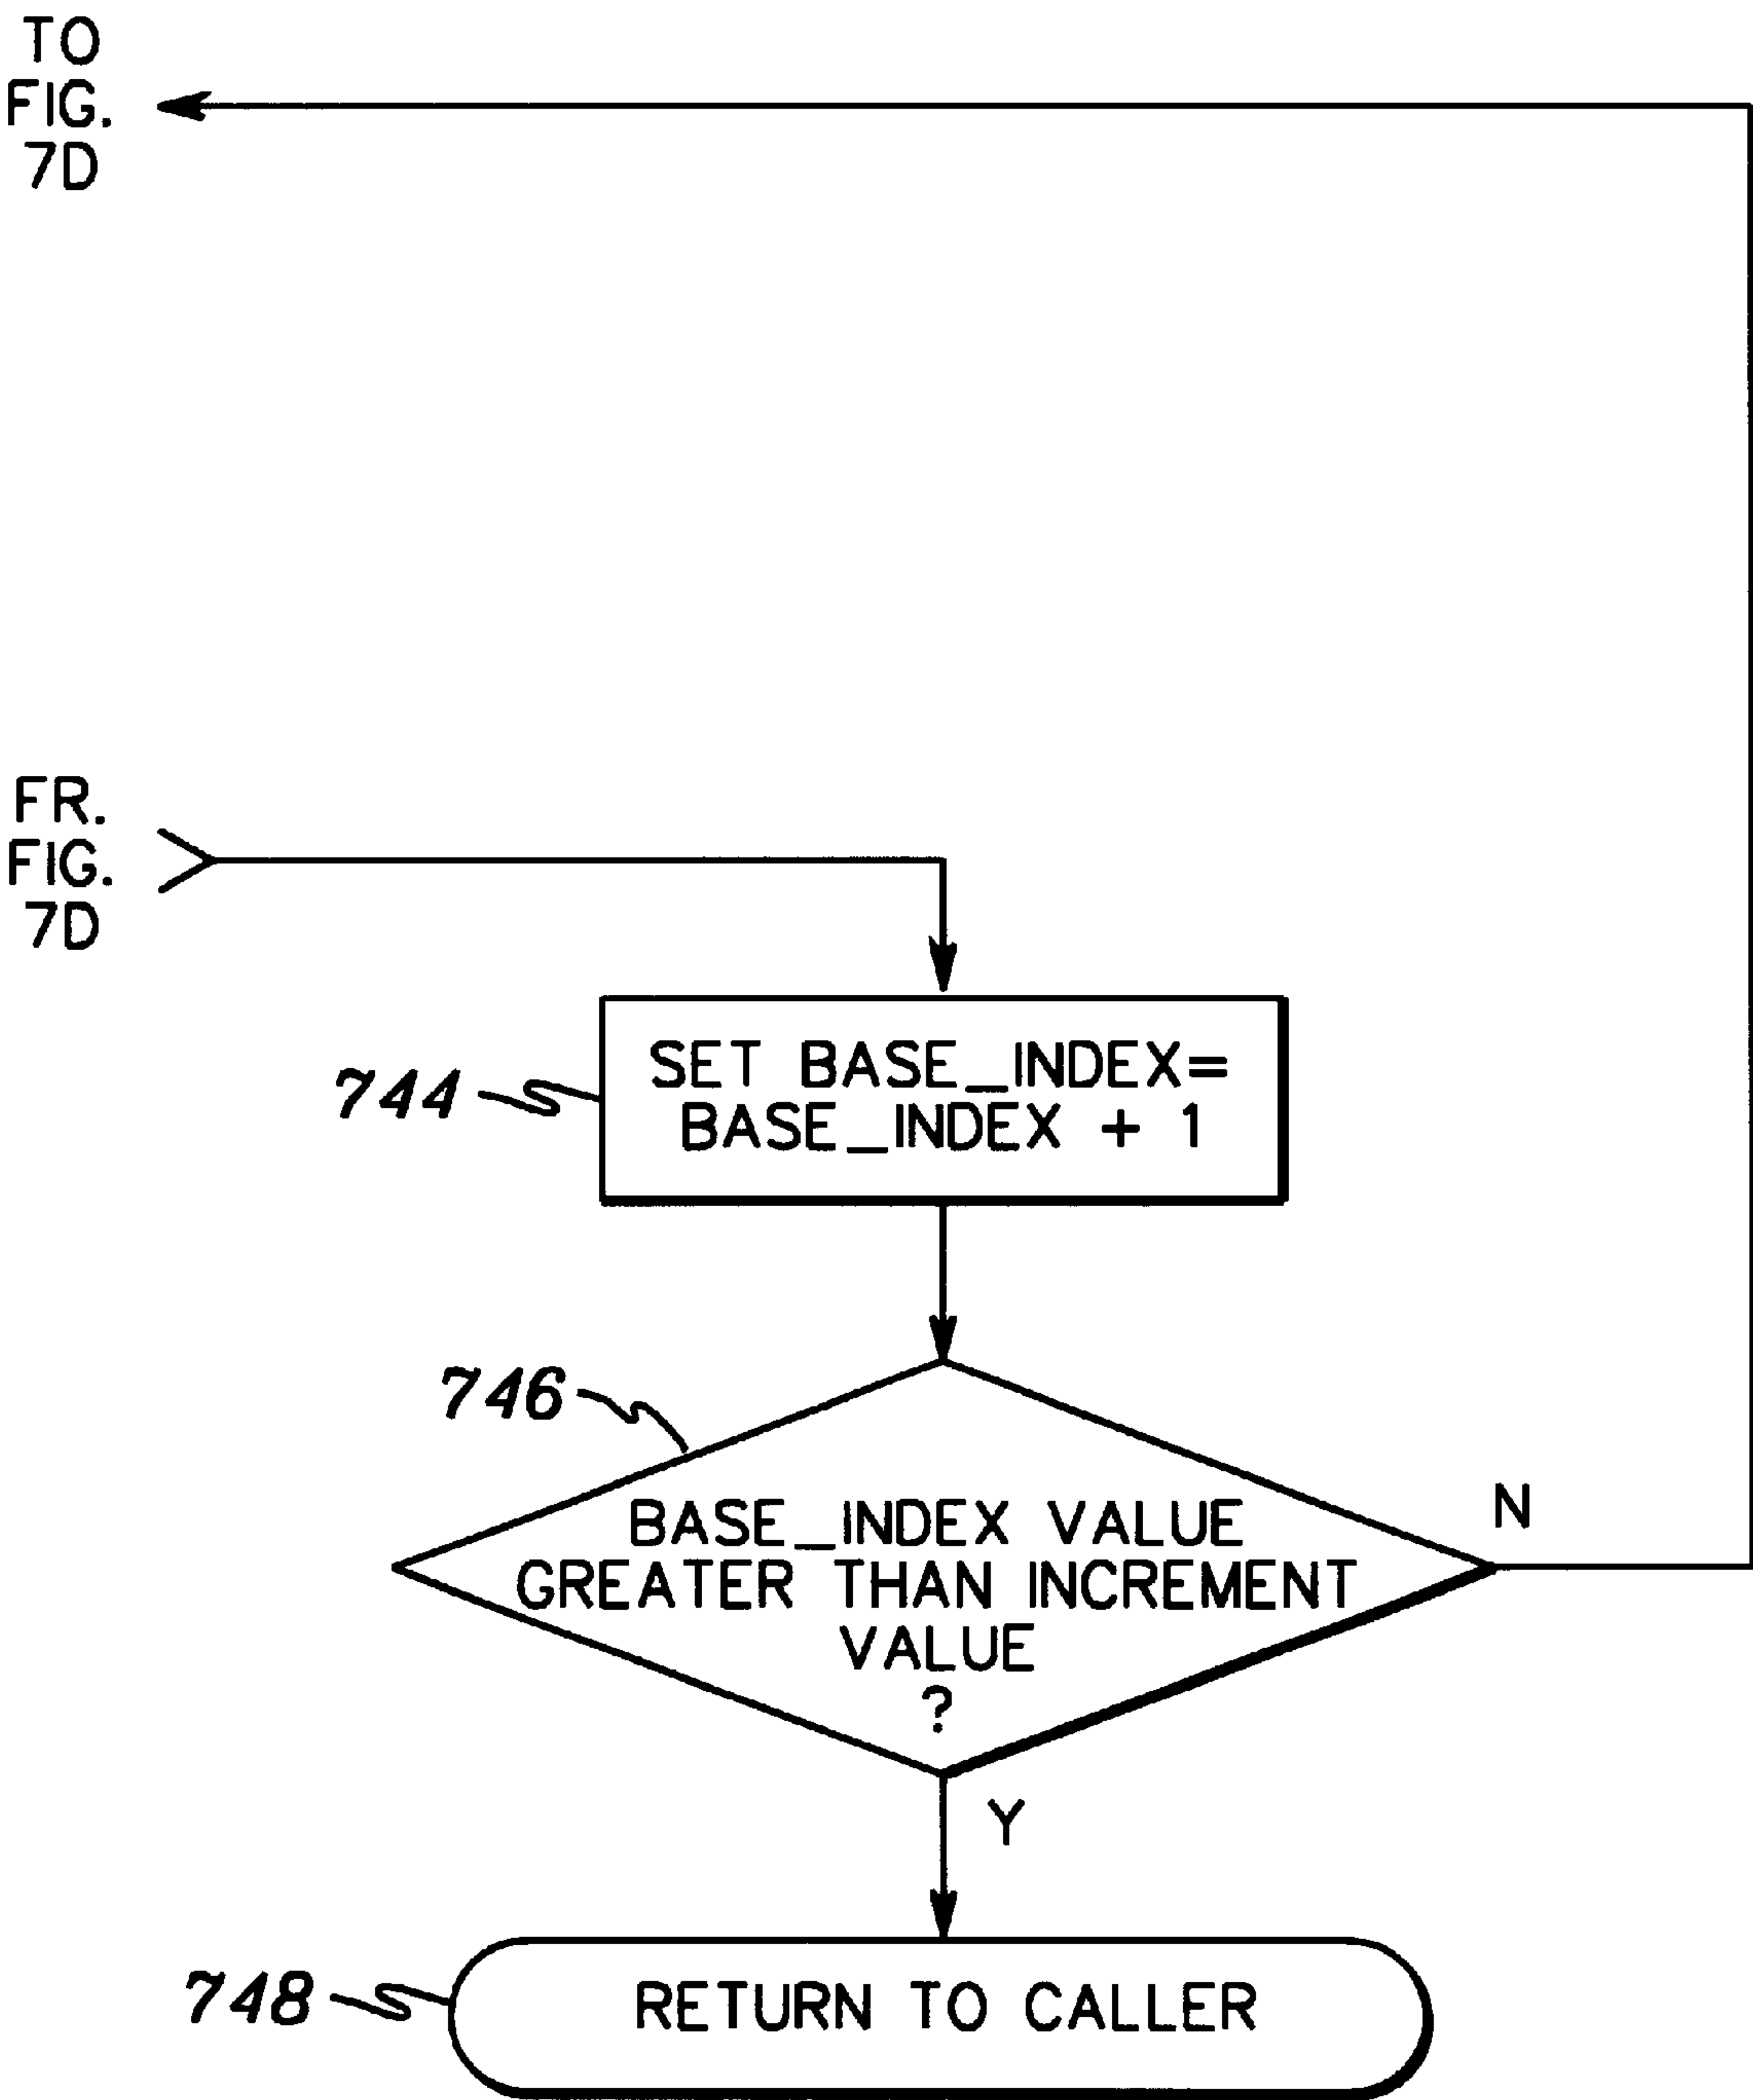 TO
FIG.
7D
FR.
FIG.
7D
SET BASE_INDEX=
BASE_INDEX + 1
744
746
BASE_INDEX VALUE
GREATER THAN INCREMENT
VALUE
?
N
Y
748
RETURN TO CALLER